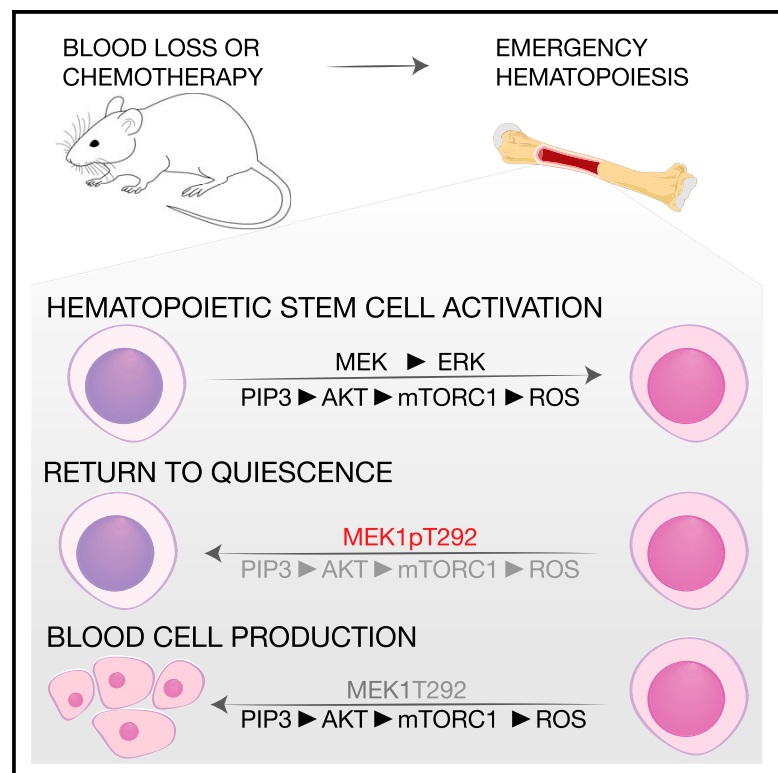 BLOOD LOSS OR
CHEMOTHERAPY
EMERGENCY
HEMATOPOIESIS
HEMATOPOIETIC STEM CELL ACTIVATION
MEK ► ERK
PIP3 ► AKT ► mTORC1 ► ROS
RETURN TO QUIESCENCE
MEK1pT292
PIP3 ► AKT ► mTORC1 ► ROS
BLOOD CELL PRODUCTION
MEK1T292
PIP3 ► AKT ► mTORC1 ► ROS